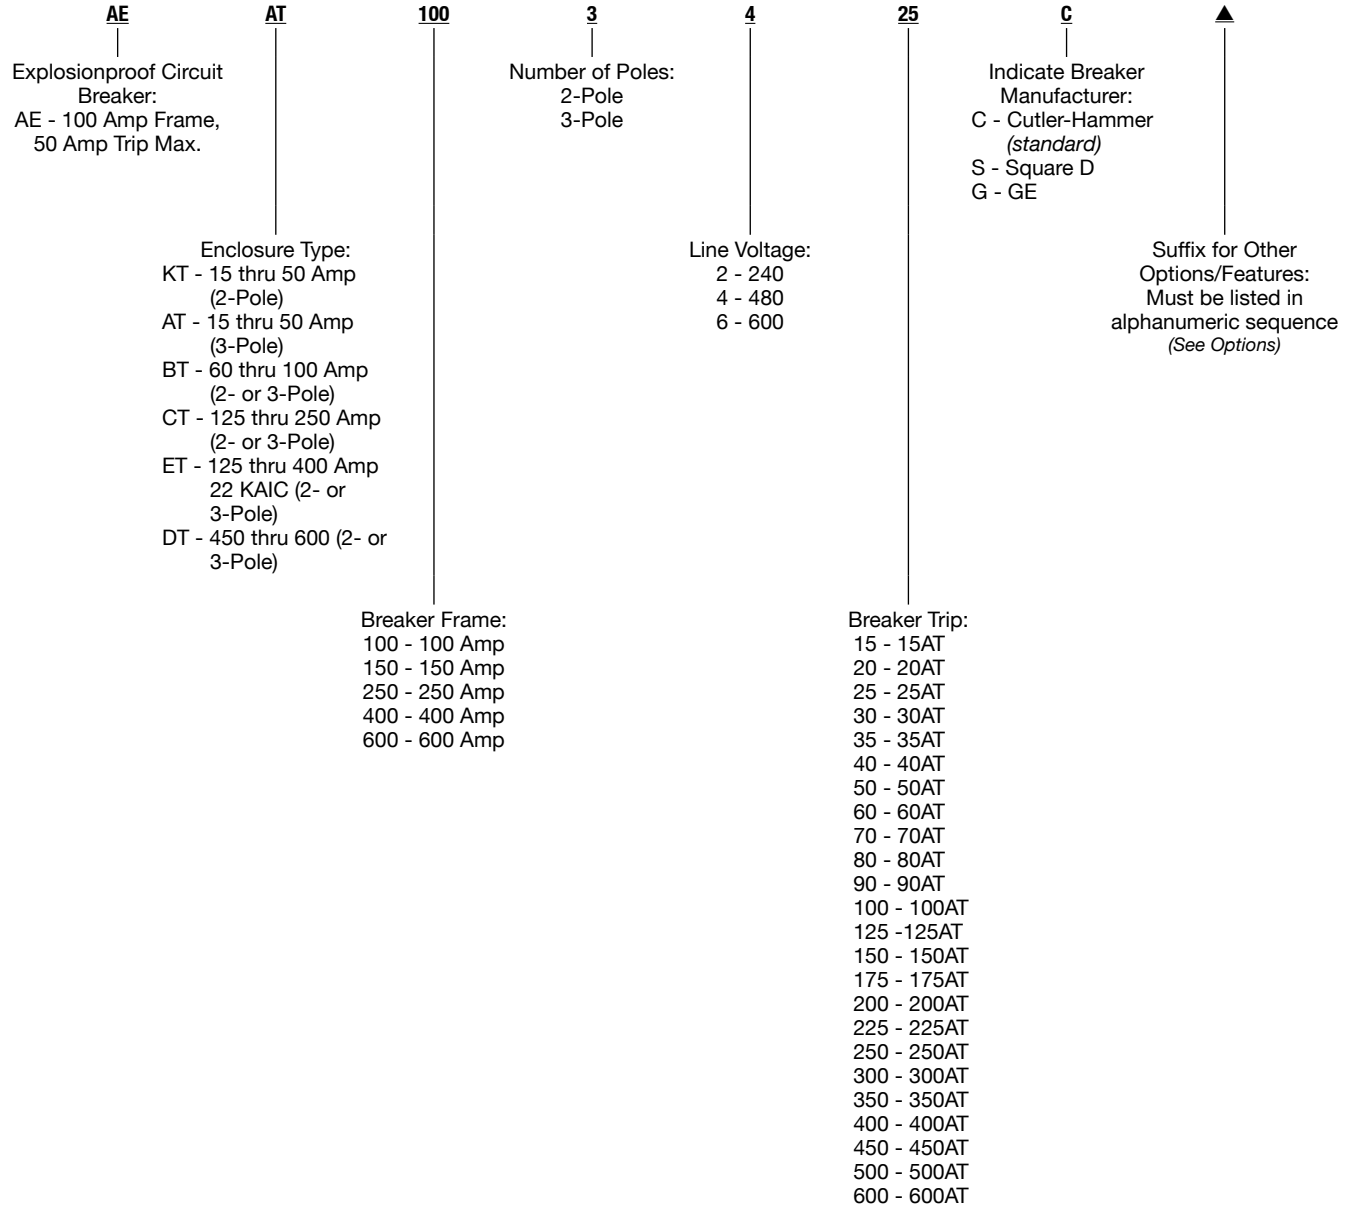 AE AT 100 3 4 25 C ▲
Explosionproof Circuit
Breaker:
AE - 100 Amp Frame,
50 Amp Trip Max.
Number of Poles:
2-Pole
3-Pole
Indicate Breaker
Manufacturer:
C - Cutler-Hammer
(standard)
S - Square D
G - GE
Enclosure Type:
KT - 15 thru 50 Amp
(2-Pole)
AT - 15 thru 50 Amp
(3-Pole)
BT - 60 thru 100 Amp
(2- or 3-Pole)
CT - 125 thru 250 Amp
(2- or 3-Pole)
ET - 125 thru 400 Amp
22 KAIC (2- or
3-Pole)
DT - 450 thru 600 (2- or
3-Pole)
Line Voltage:
2 - 240
4 - 480
6 - 600
Suffix for Other
Options/Features:
Must be listed in
alphanumeric sequence
(See Options)
Breaker Frame:
100 - 100 Amp
150 - 150 Amp
250 - 250 Amp
400 - 400 Amp
600 - 600 Amp
Breaker Trip:
15 - 15AT
20 - 20AT
25 - 25AT
30 - 30AT
35 - 35AT
40 - 40AT
50 - 50AT
60 - 60AT
70 - 70AT
80 - 80AT
90 - 90AT
100 - 100AT
125 -125AT
150 - 150AT
175 - 175AT
200 - 200AT
225 - 225AT
250 - 250AT
300 - 300AT
350 - 350AT
400 - 400AT
450 - 450AT
500 - 500AT
600 - 600AT